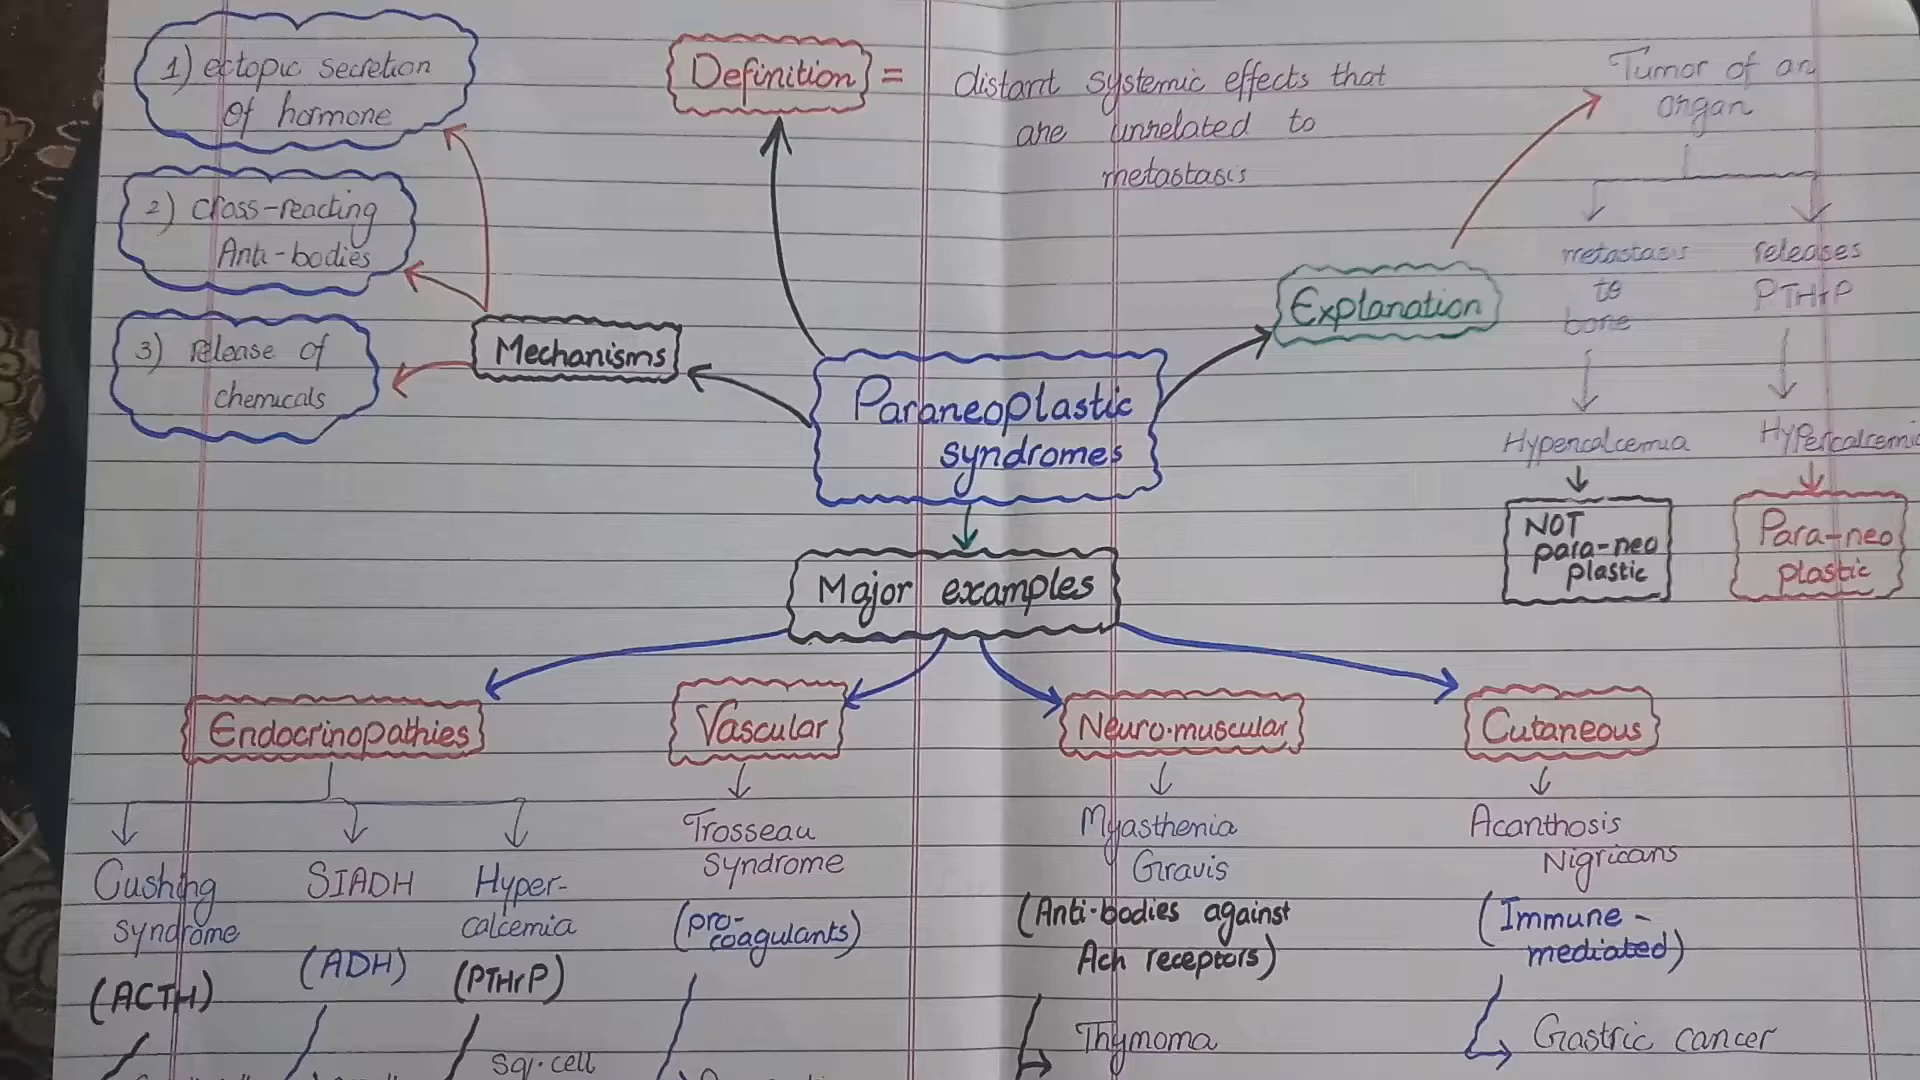 1) ectopic secretion
of hormone
2) cross-reacting
Anti-bodies
3) release of
chemicals
Mechanisms
Definition =
distant systemic effects that
are unrelated to
metastasis
Paraneoplastic
syndromes
Explanation
Tumor of an
organ
metastasis
to
bone
Hypercalcemia
NOT
para-neo
plastic
releases
PTHrP
Hypercalcemia
Para-neo
plastic
Major examples
Endocrinopathies
Cushing
syndrome
(ACTH)
SIADH
(ADH)
Hyper-
calcemia
(PTHrP)
Sq.cell
Vascular
Trosseau
Syndrome
(pro-
coagulants)
Neuro.muscular
Myasthenia
Gravis
(Anti-bodies against
Ach receptors)
Thymoma
Cutaneous
Acanthosis
Nigricans
(Immune-
mediated)
Gastric cancer